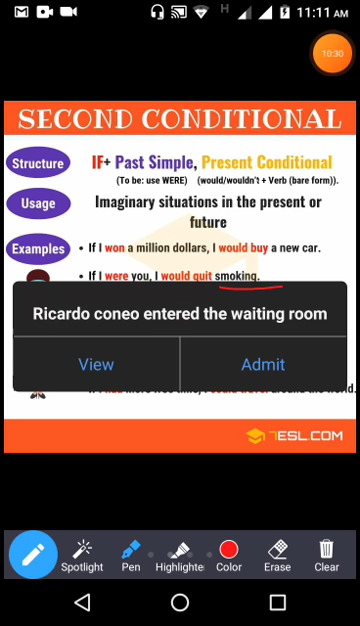 H 11:11 AM
10:30
SECOND CONDITIONAL
Structure
IF+ Past Simple, Present Conditional
(To be: use WERE) (would/wouldn't + Verb (bare form)).
Usage
Imaginary situations in the present or
future
Examples
• If I won a million dollars, I would buy a new car.
• If I were you, I would quit smoking.
Ricardo coneo entered the waiting room
View Admit
7ESL.COM
Spotlight Pen Highlighte Color Erase Clear